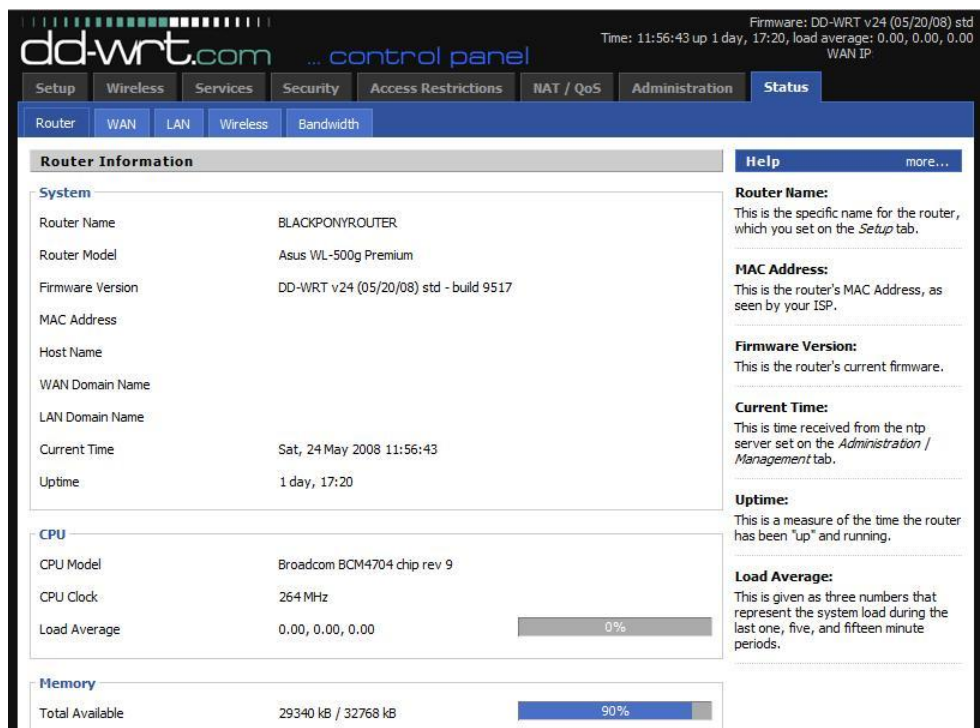 Firmware: DD-WRT v24 (05/20/08) std
Time: 11:56:43 up 1 day, 17:20, load average: 0.00, 0.00, 0.00
WAN IP
dd-wrt.com ... control panel
Setup Wireless Services Security Access Restrictions NAT / QoS Administration Status
Router WAN LAN Wireless Bandwidth
Router Information
System
Router Name BLACKPONYROUTER
Router Model Asus WL-500g Premium
Firmware Version DD-WRT v24 (05/20/08) std - build 9517
MAC Address
Host Name
WAN Domain Name
LAN Domain Name
Current Time Sat, 24 May 2008 11:56:43
Uptime 1 day, 17:20
CPU
CPU Model Broadcom BCM4704 chip rev 9
CPU Clock 264 MHz
Load Average 0.00, 0.00, 0.00 0%
Memory
Total Available 29340 kB / 32768 kB 90%
Help more...
Router Name:
This is the specific name for the router,
which you set on the Setup tab.
MAC Address:
This is the router's MAC Address, as
seen by your ISP.
Firmware Version:
This is the router's current firmware.
Current Time:
This is time received from the ntp
server set on the Administration /
Management tab.
Uptime:
This is a measure of the time the router
has been "up" and running.
Load Average:
This is given as three numbers that
represent the system load during the
last one, five, and fifteen minute
periods.